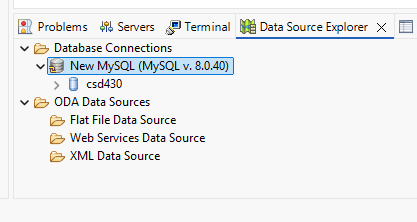 Problems Servers Terminal Data Source Explorer
Database Connections
New MySQL (MySQL v. 8.0.40)
csd430
ODA Data Sources
Flat File Data Source
Web Services Data Source
XML Data Source